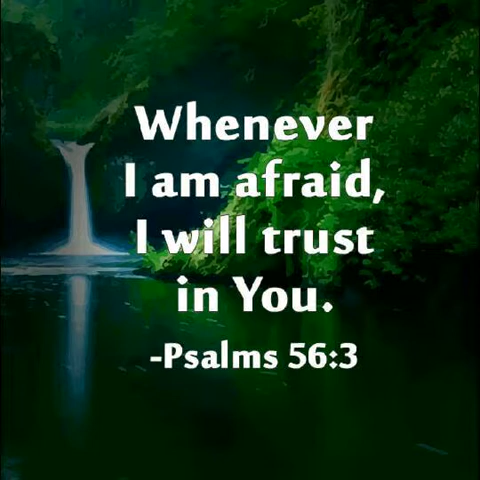 Whenever
I am afraid,
I will trust
in You.
-Psalms 56:3